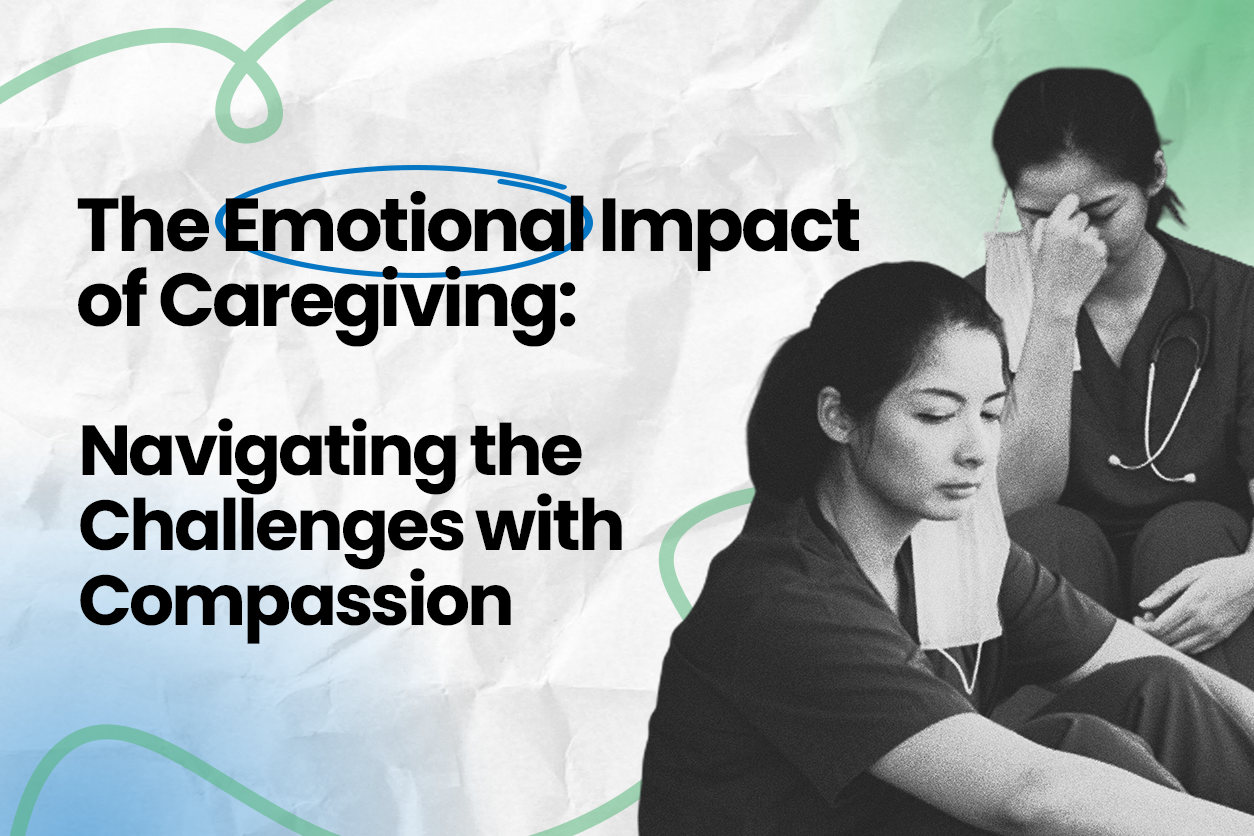 The Emotional Impact
of Caregiving:
Navigating the
Challenges with
Compassion